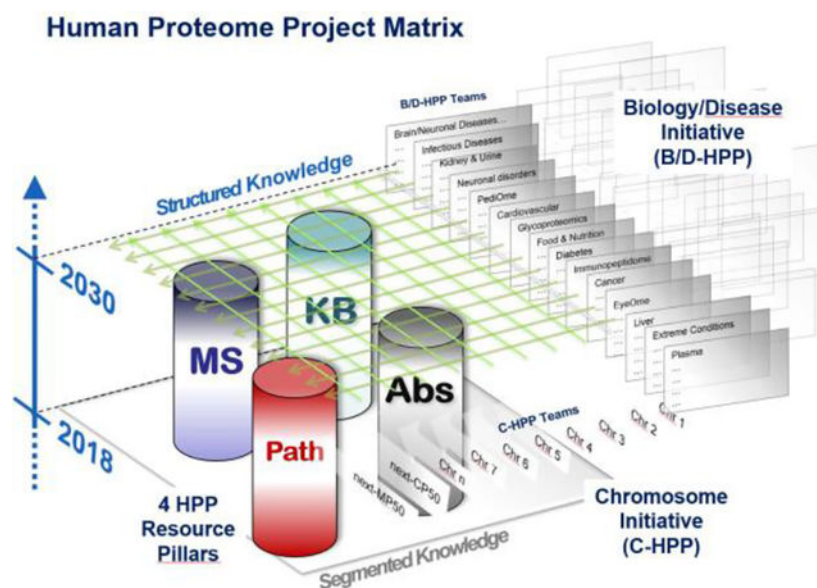 Human Proteome Project Matrix
B/D-HPP Teams
Biology/Disease
Initiative
(B/D-HPP)
Brain/Neuronal Diseases...
Infectious Diseases
Kidney & Urine
Neuronal disorders
PediOme
Cardiovascular
Glycoproteomics
Food & Nutrition
Diabetes
Immunopeptidome
Cancer
EyeOme
Liver
Extreme Conditions
Plasma
Structured Knowledge
2030
2018
KB
MS
Abs
Path
C-HPP Teams
Chr 1
Chr 2
Chr 3
Chr 4
Chr 5
Chr 6
Chr 7
Chr n
next-CP50
next-MP50
4 HPP
Resource
Pillars
Chromosome
Initiative
(C-HPP)
Segmented Knowledge